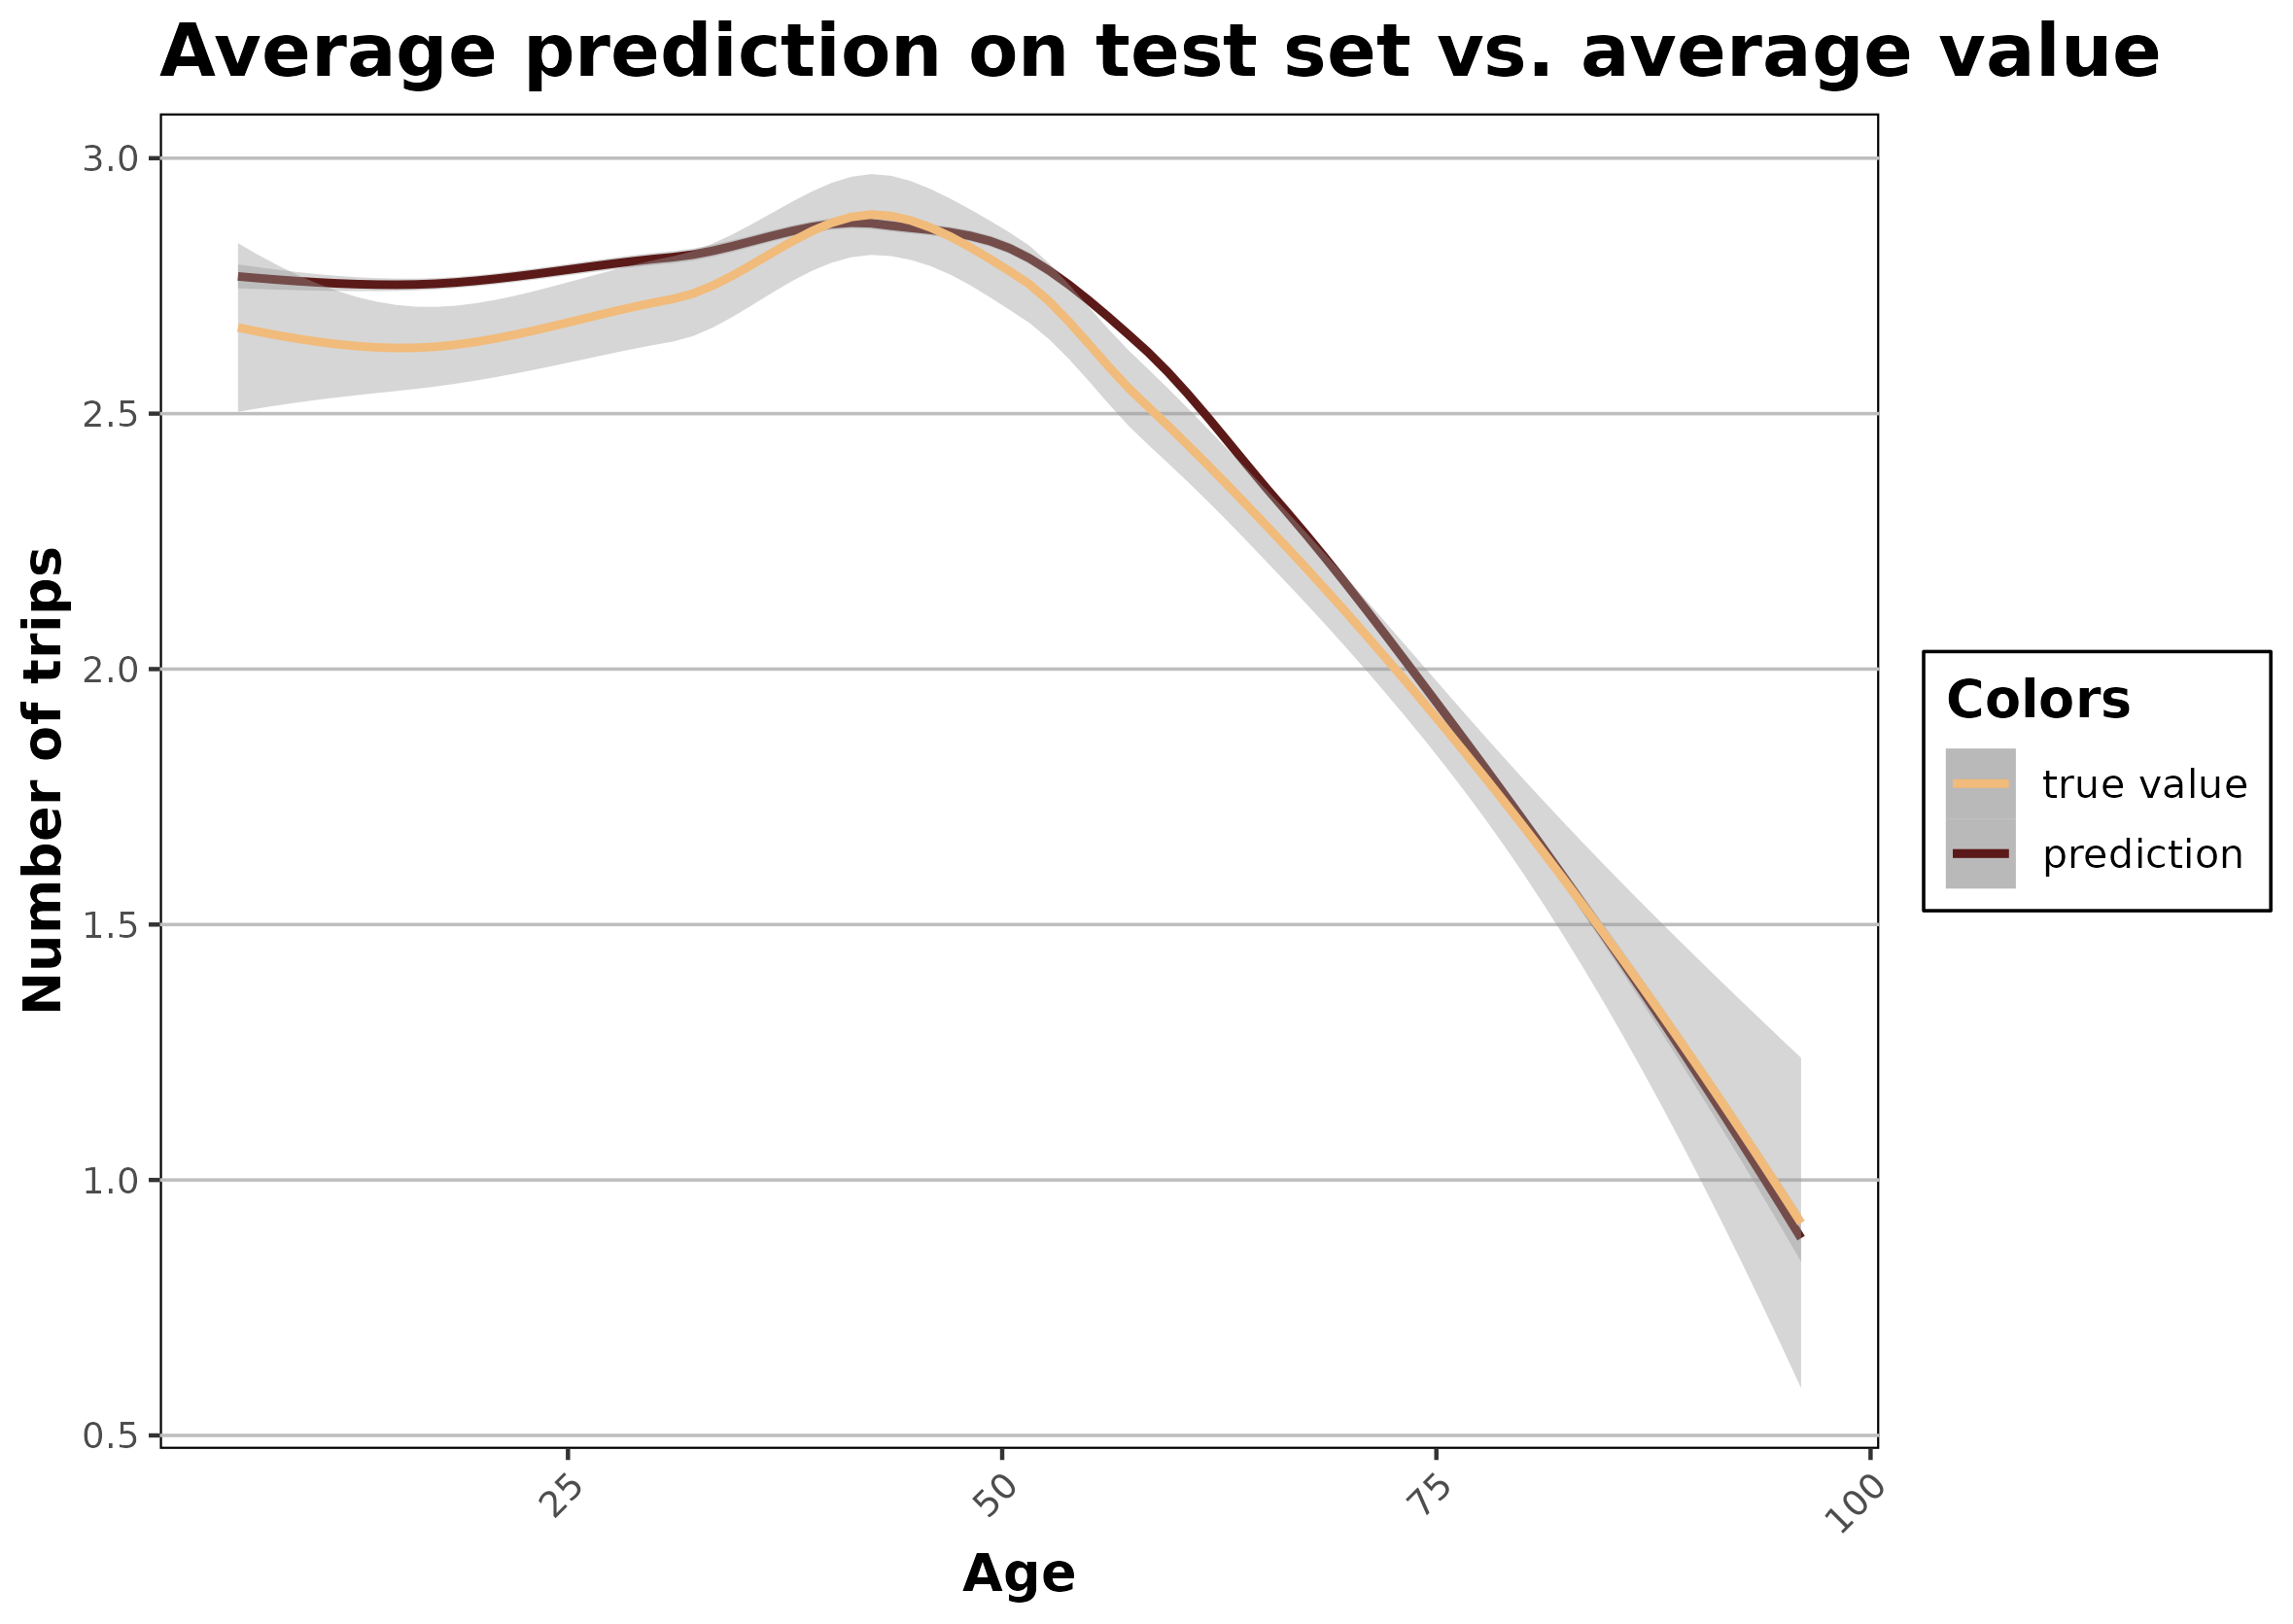 Average prediction on test set vs. average value
3.0
2.5
2.0
1.5
1.0
0.5
Number of trips
25
50
75
100
Age
Colors
true value
prediction